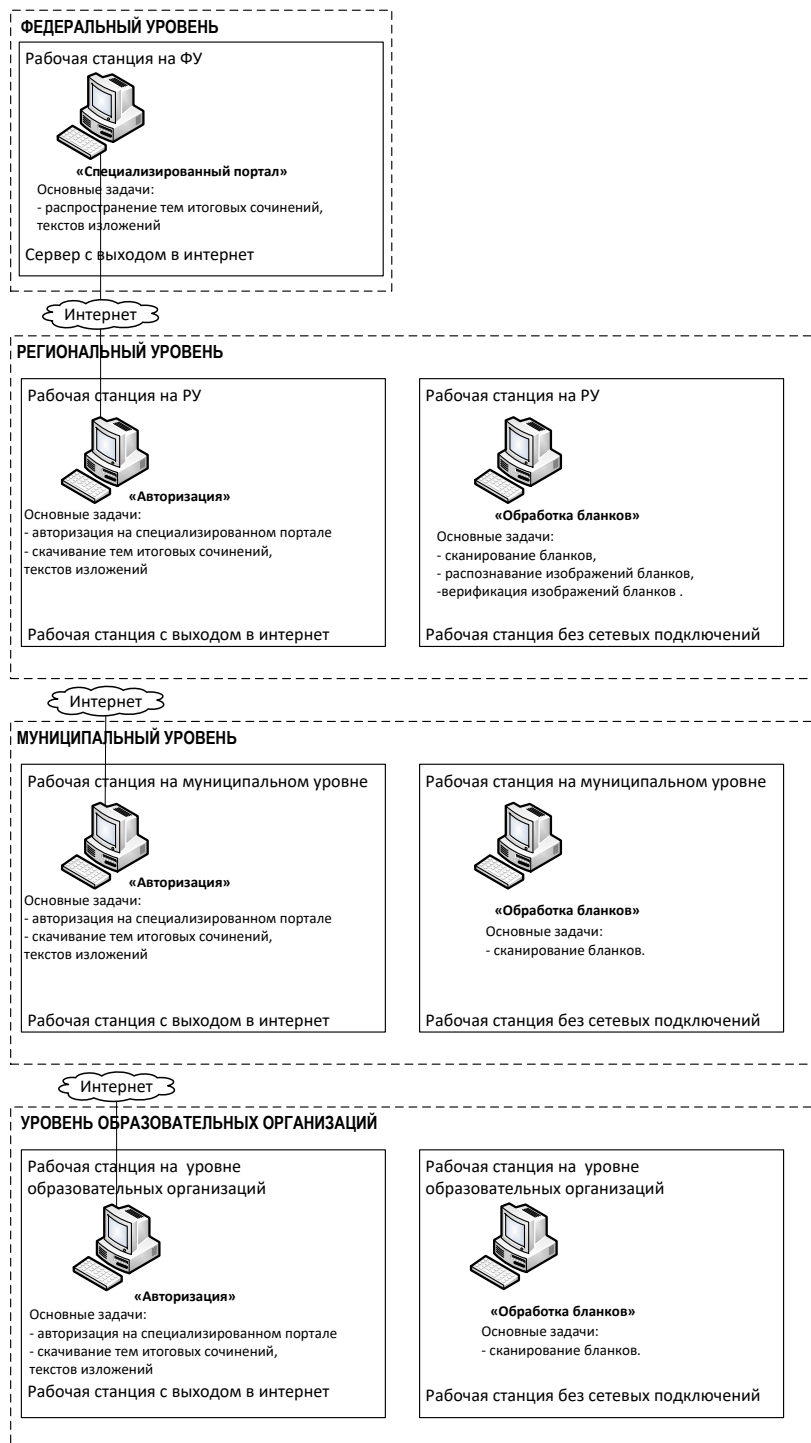 ФЕДЕРАЛЬНЫЙ УРОВЕНЬ
Рабочая станция на ФУ
«Специализированный портал»
Основные задачи:
- распространение тем итоговых сочинений,
текстов изложений
Сервер с выходом в интернет
Интернет
РЕГИОНАЛЬНЫЙ УРОВЕНЬ
Рабочая станция на РУ
«Авторизация»
Основные задачи:
- авторизация на специализированном портале
- скачивание тем итоговых сочинений,
текстов изложений
Рабочая станция с выходом в интернет
Рабочая станция на РУ
«Обработка бланков»
Основные задачи:
- сканирование бланков,
- распознавание изображений бланков,
-верификация изображений бланков .
Рабочая станция без сетевых подключений
Интернет
МУНИЦИПАЛЬНЫЙ УРОВЕНЬ
Рабочая станция на муниципальном уровне
«Авторизация»
Основные задачи:
- авторизация на специализированном портале
- скачивание тем итоговых сочинений,
текстов изложений
Рабочая станция с выходом в интернет
Рабочая станция на муниципальном уровне
«Обработка бланков»
Основные задачи:
- сканирование бланков.
Рабочая станция без сетевых подключений
Интернет
УРОВЕНЬ ОБРАЗОВАТЕЛЬНЫХ ОРГАНИЗАЦИЙ
Рабочая станция на уровне
образовательных организаций
«Авторизация»
Основные задачи:
- авторизация на специализированном портале
- скачивание тем итоговых сочинений,
текстов изложений
Рабочая станция с выходом в интернет
Рабочая станция на уровне
образовательных организаций
«Обработка бланков»
Основные задачи:
- сканирование бланков.
Рабочая станция без сетевых подключений